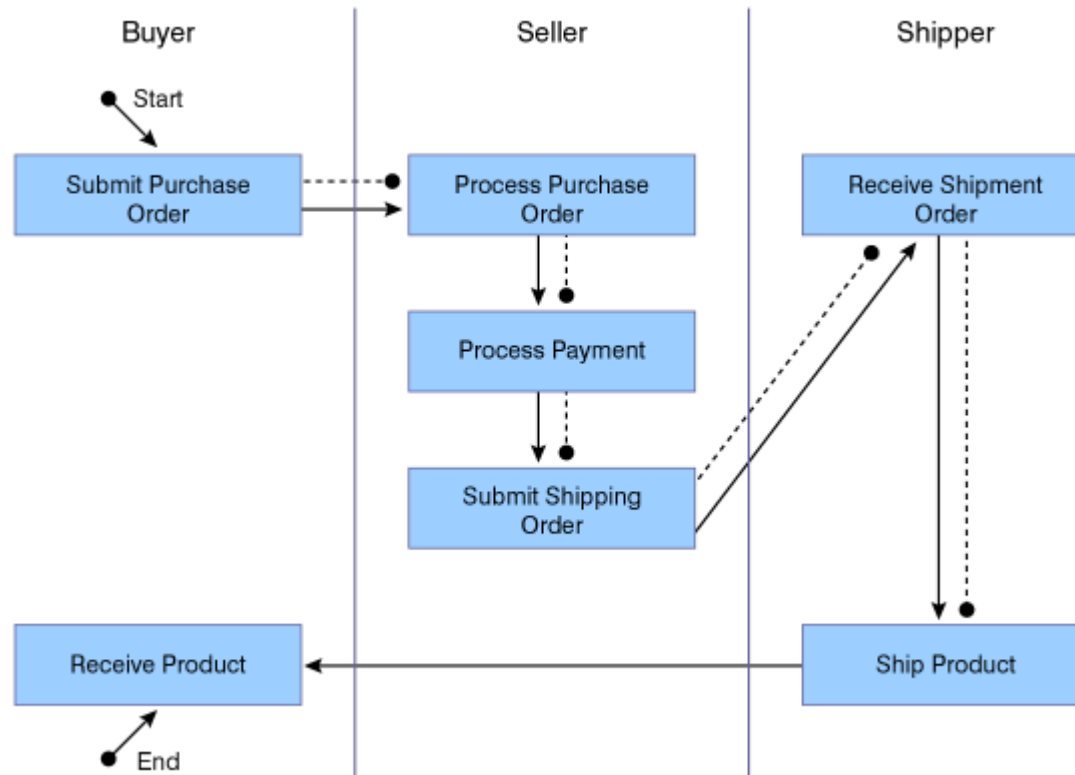 Buyer
Seller
Shipper
Start
Submit Purchase
Order
Process Purchase
Order
Receive Shipment
Order
Process Payment
Submit Shipping
Order
Receive Product
Ship Product
End